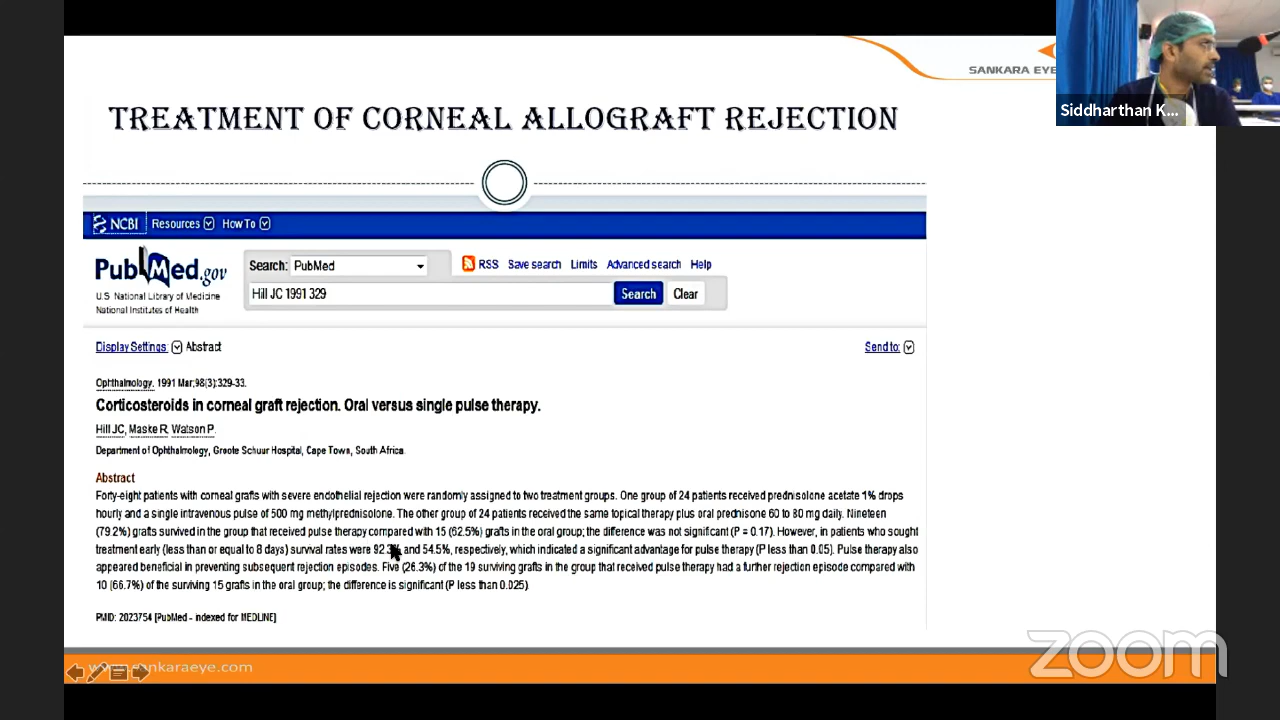 SANKARA EYE
Siddharthan K...
TREATMENT OF CORNEAL ALLOGRAFT REJECTION
NCBI Resources How To
PubMed.gov
U.S. National Library of Medicine
National Institutes of Health
Search: PubMed
RSS Save search Limits Advanced search Help
Hill JC 1991 329
Search Clear
Display Settings: Abstract
Send to:
Ophthalmology. 1991 Mar;98(3):329-33.
Corticosteroids in corneal graft rejection. Oral versus single pulse therapy.
Hill JC, Maske R, Watson P.
Department of Ophthalmology, Groote Schuur Hospital, Cape Town, South Africa.
Abstract
Forty-eight patients with corneal grafts with severe endothelial rejection were randomly assigned to two treatment groups. One group of 24 patients received prednisolone acetate 1% drops
hourly and a single intravenous pulse of 500 mg methylprednisolone. The other group of 24 patients received the same topical therapy plus oral prednisone 60 to 80 mg daily. Nineteen
(79.2%) grafts survived in the group that received pulse therapy compared with 15 (62.5%) grafts in the oral group; the difference was not significant (P = 0.17). However, in patients who sought
treatment early (less than or equal to 8 days) survival rates were 92.3% and 54.5%, respectively, which indicated a significant advantage for pulse therapy (P less than 0.05). Pulse therapy also
appeared beneficial in preventing subsequent rejection episodes. Five (26.3%) of the 19 surviving grafts in the group that received pulse therapy had a further rejection episode compared with
10 (66.7%) of the surviving 15 grafts in the oral group; the difference is significant (P less than 0.025).
PMID: 2023754 [PubMed - indexed for MEDLINE]
www.sankaraeye.com
zoom